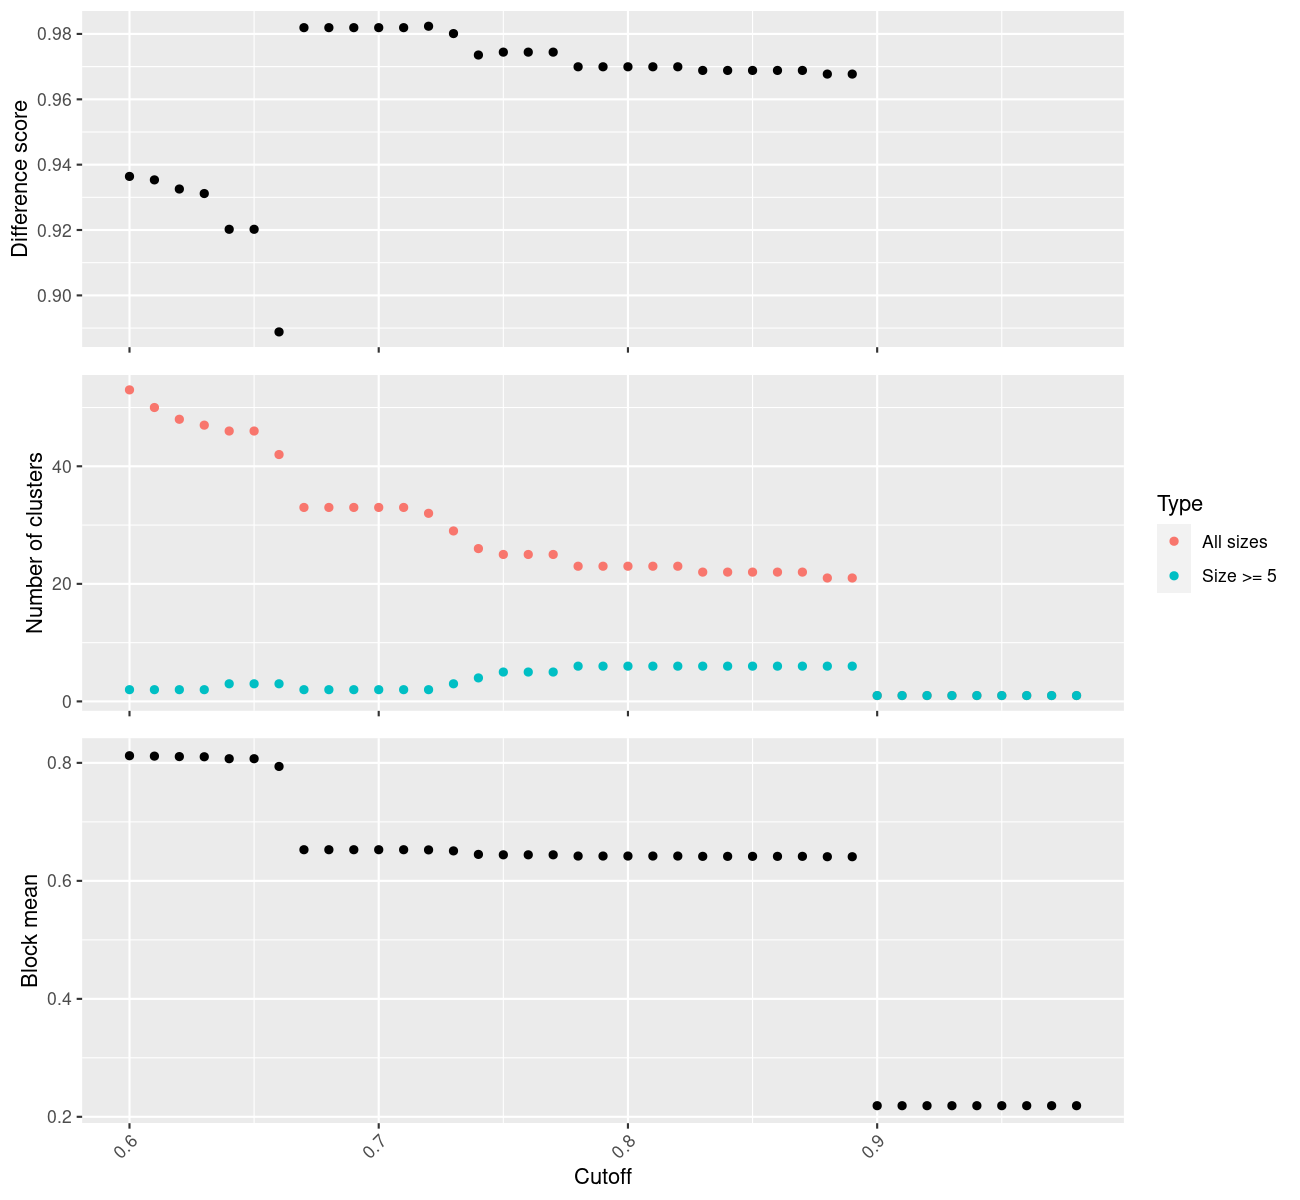 Difference score
0.98
0.96
0.94
0.92
0.90
Number of clusters
40
20
0
Type
All sizes
Size >= 5
Block mean
0.8
0.6
0.4
0.2
0.6 0.7 0.8 0.9
Cutoff